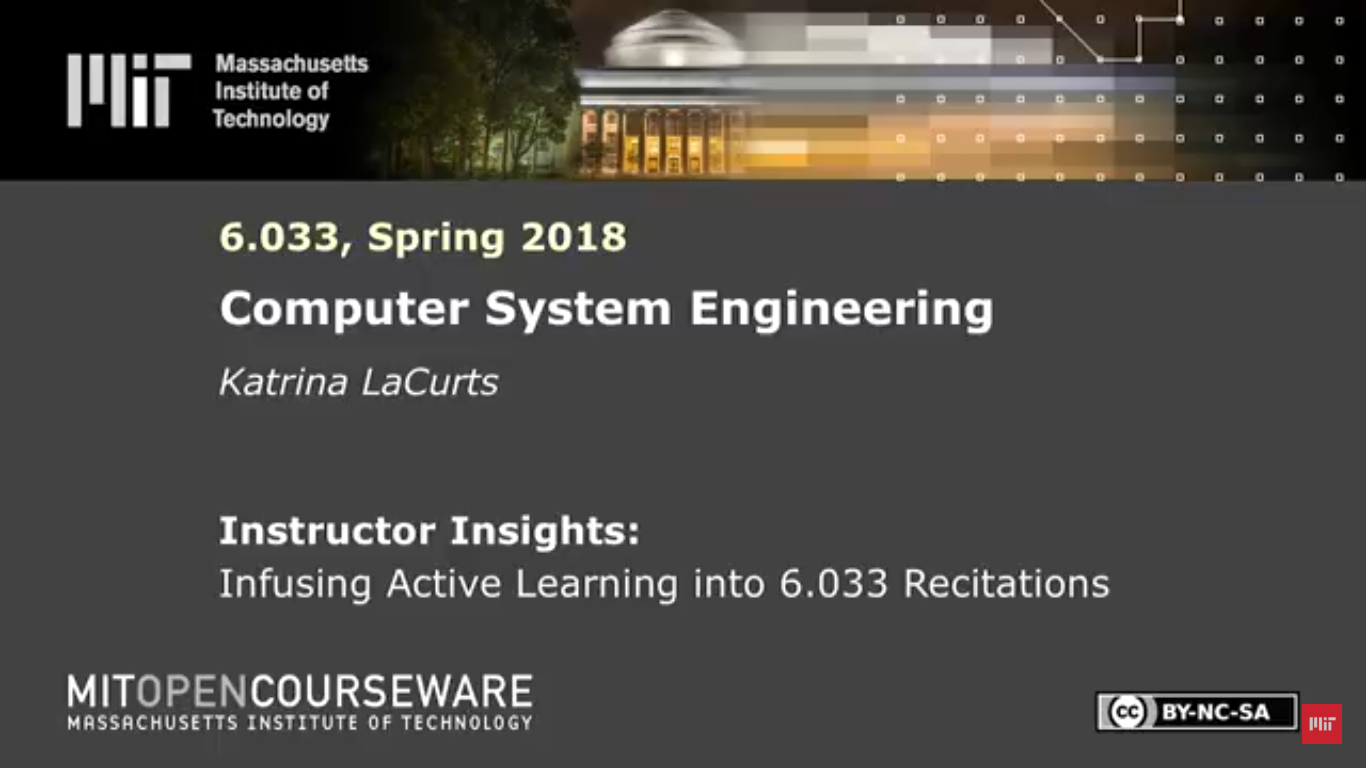 MIT Massachusetts
Institute of
Technology
6.033, Spring 2018
Computer System Engineering
Katrina LaCurts
Instructor Insights:
Infusing Active Learning into 6.033 Recitations
MITOPENCOURSEWARE
MASSACHUSETTS INSTITUTE OF TECHNOLOGY
cc BY-NC-SA
MIT